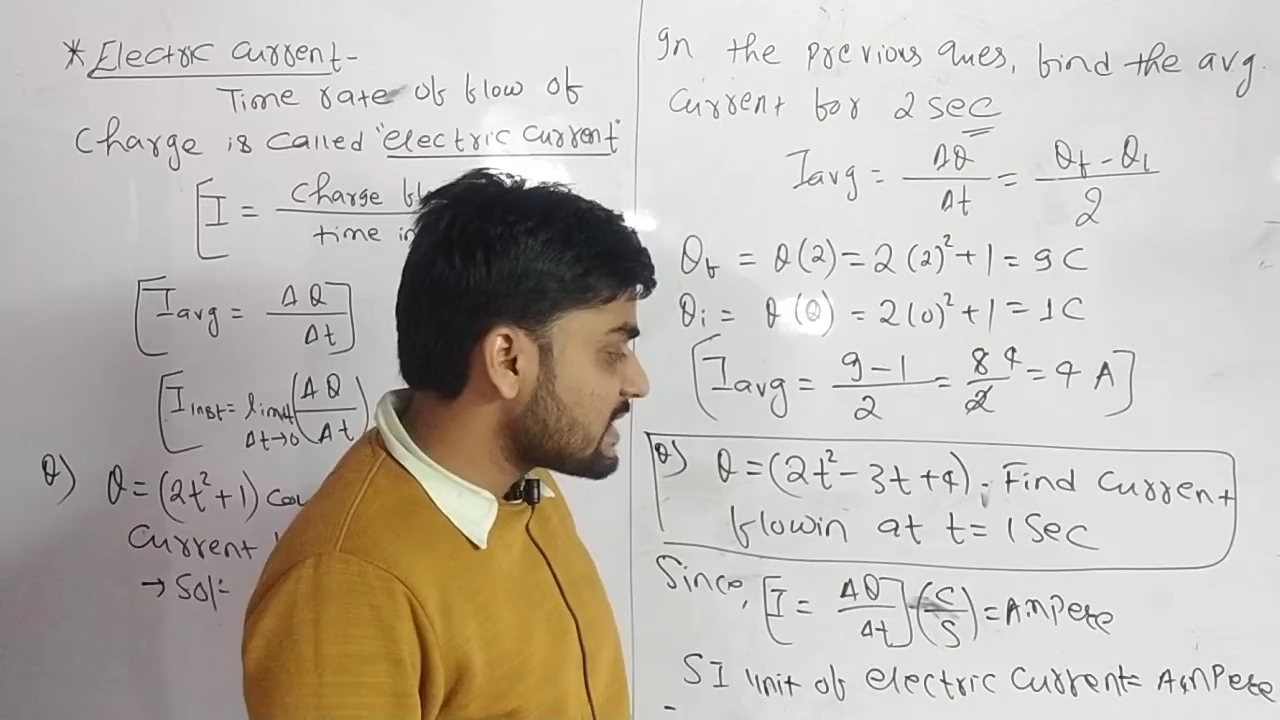 * Electric Current-
Time rate of flow of
Charge is called "electric current"
I = Charge
time in
Iavg = ΔQ/Δt
Iinst = lim Δt→0 (ΔQ/Δt)
Q) Q = (2t²+1)
Current
→ Sol:-
In the previous ques, find the avg.
Current for 2 sec
Iavg = ΔQ/Δt = Qf - Qi/2
Qf = Q(2) = 2(2)²+1 = 9C
Qi = Q(0) = 2(0)²+1 = 1C
Iavg = 9-1/2 = 8/2 4 = 4 A
Q) Q = (2t² - 3t + 4). Find Current
flowin at t = 1 Sec
Since, [I = ΔQ/Δt] (C/S) = Ampere
SI Unit of electric Current = Ampere